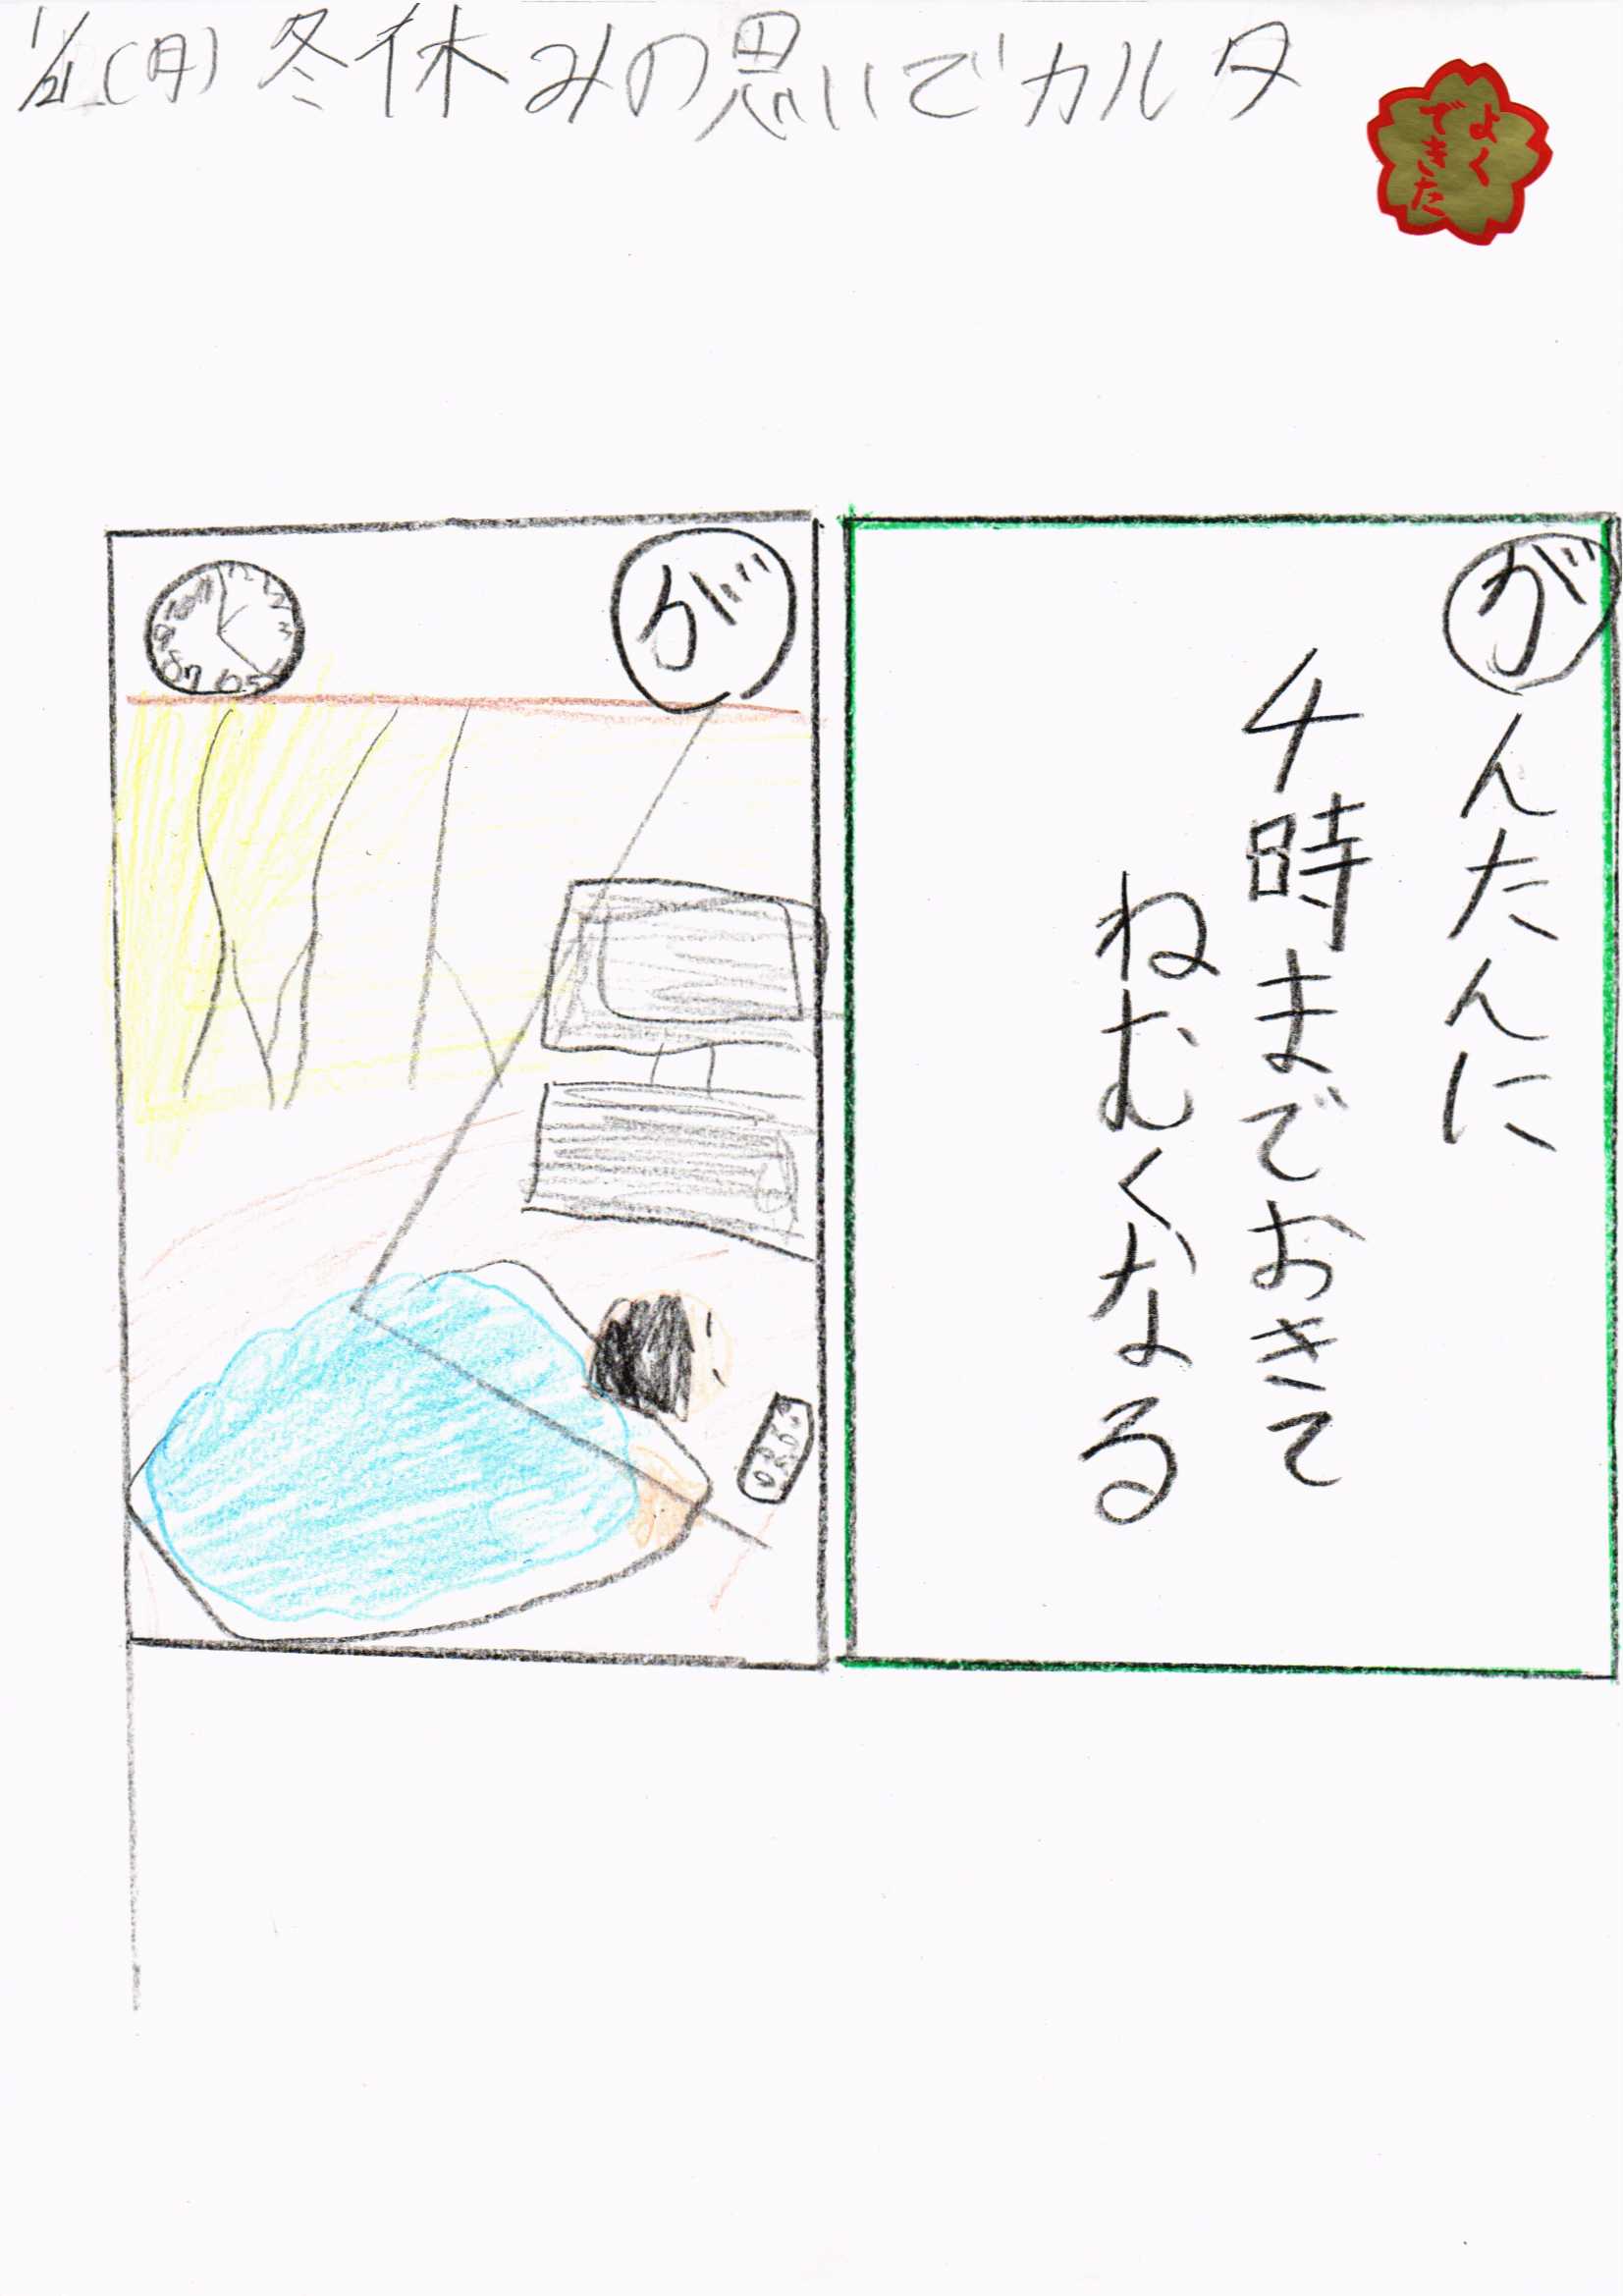 1/21(月) 冬休みの思いでカルタ
よく
できた
がんたんに
4時までおきて
ねむくなる
が